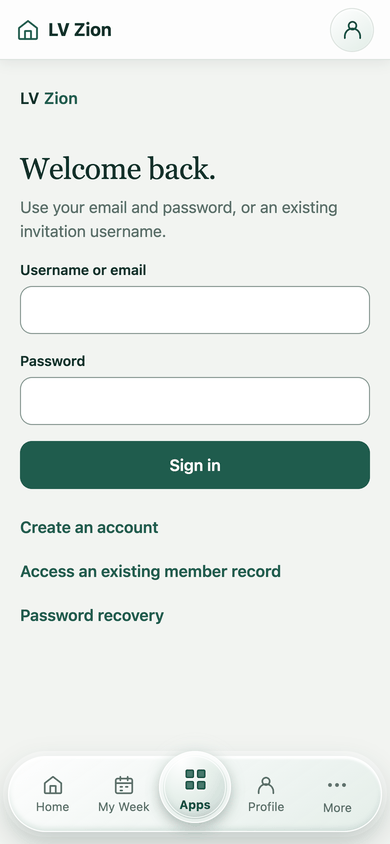 LV Zion
LV Zion
Welcome back.
Use your email and password, or an existing
invitation username.
Username or email
Password
Sign in
Create an account
Access an existing member record
Password recovery
Home
My Week
Apps
Profile
More